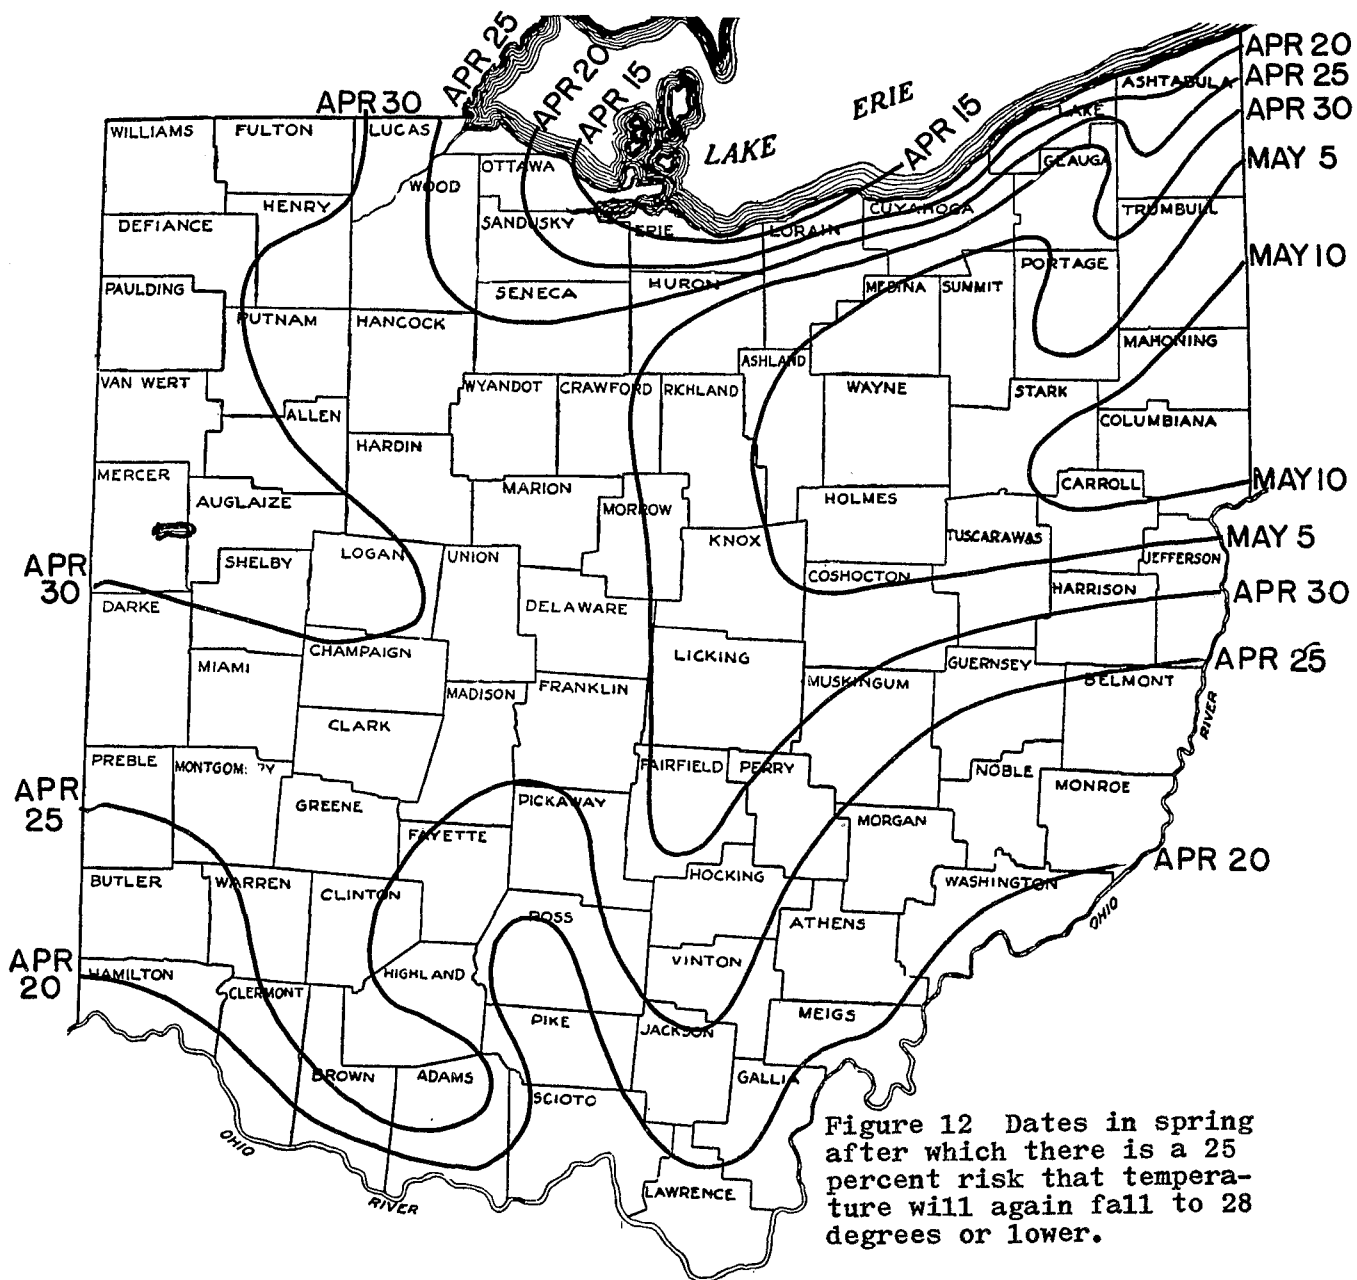 APR 25
APR 20
APR 15
APR 30
LAKE ERIE
APR 15
APR 20
APR 25
APR 30
MAY 5
MAY 10
WILLIAMS
FULTON
LUCAS
OTTAWA
WOOD
LAKE
ASHTABULA
GEAUGA
HENRY
DEFIANCE
SANDUSKY
ERIE
LORAIN
CUYAHOGA
TRUMBULL
PAULDING
PUTNAM
HANCOCK
SENECA
HURON
MEDINA
SUMMIT
PORTAGE
MAHONING
VAN WERT
ALLEN
WYANDOT
CRAWFORD
RICHLAND
ASHLAND
WAYNE
STARK
COLUMBIANA
HARDIN
MERCER
AUGLAIZE
MARION
MORROW
HOLMES
CARROLL
MAY 10
TUSCARAWAS
JEFFERSON
MAY 5
LOGAN
UNION
KNOX
COSHOCTON
HARRISON
APR 30
APR
30
SHELBY
DARKE
DELAWARE
LICKING
GUERNSEY
APR 25
MIAMI
CHAMPAIGN
MADISON
FRANKLIN
MUSKINGUM
BELMONT
RIVER
CLARK
PREBLE
FAIRFIELD
PERRY
NOBLE
MONROE
APR
25
GREENE
PICKAWAY
FAYETTE
MORGAN
APR 20
BUTLER
WARREN
CLINTON
HOCKING
WASHINGTON
ROSS
ATHENS
OHIO
APR
20
HAMILTON
CLERMONT
HIGHLAND
VINTON
PIKE
JACKSON
MEIGS
BROWN
ADAMS
SCIOTO
GALLIA
OHIO
RIVER
LAWRENCE
Figure 12 Dates in spring
after which there is a 25
percent risk that tempera-
ture will again fall to 28
degrees or lower.